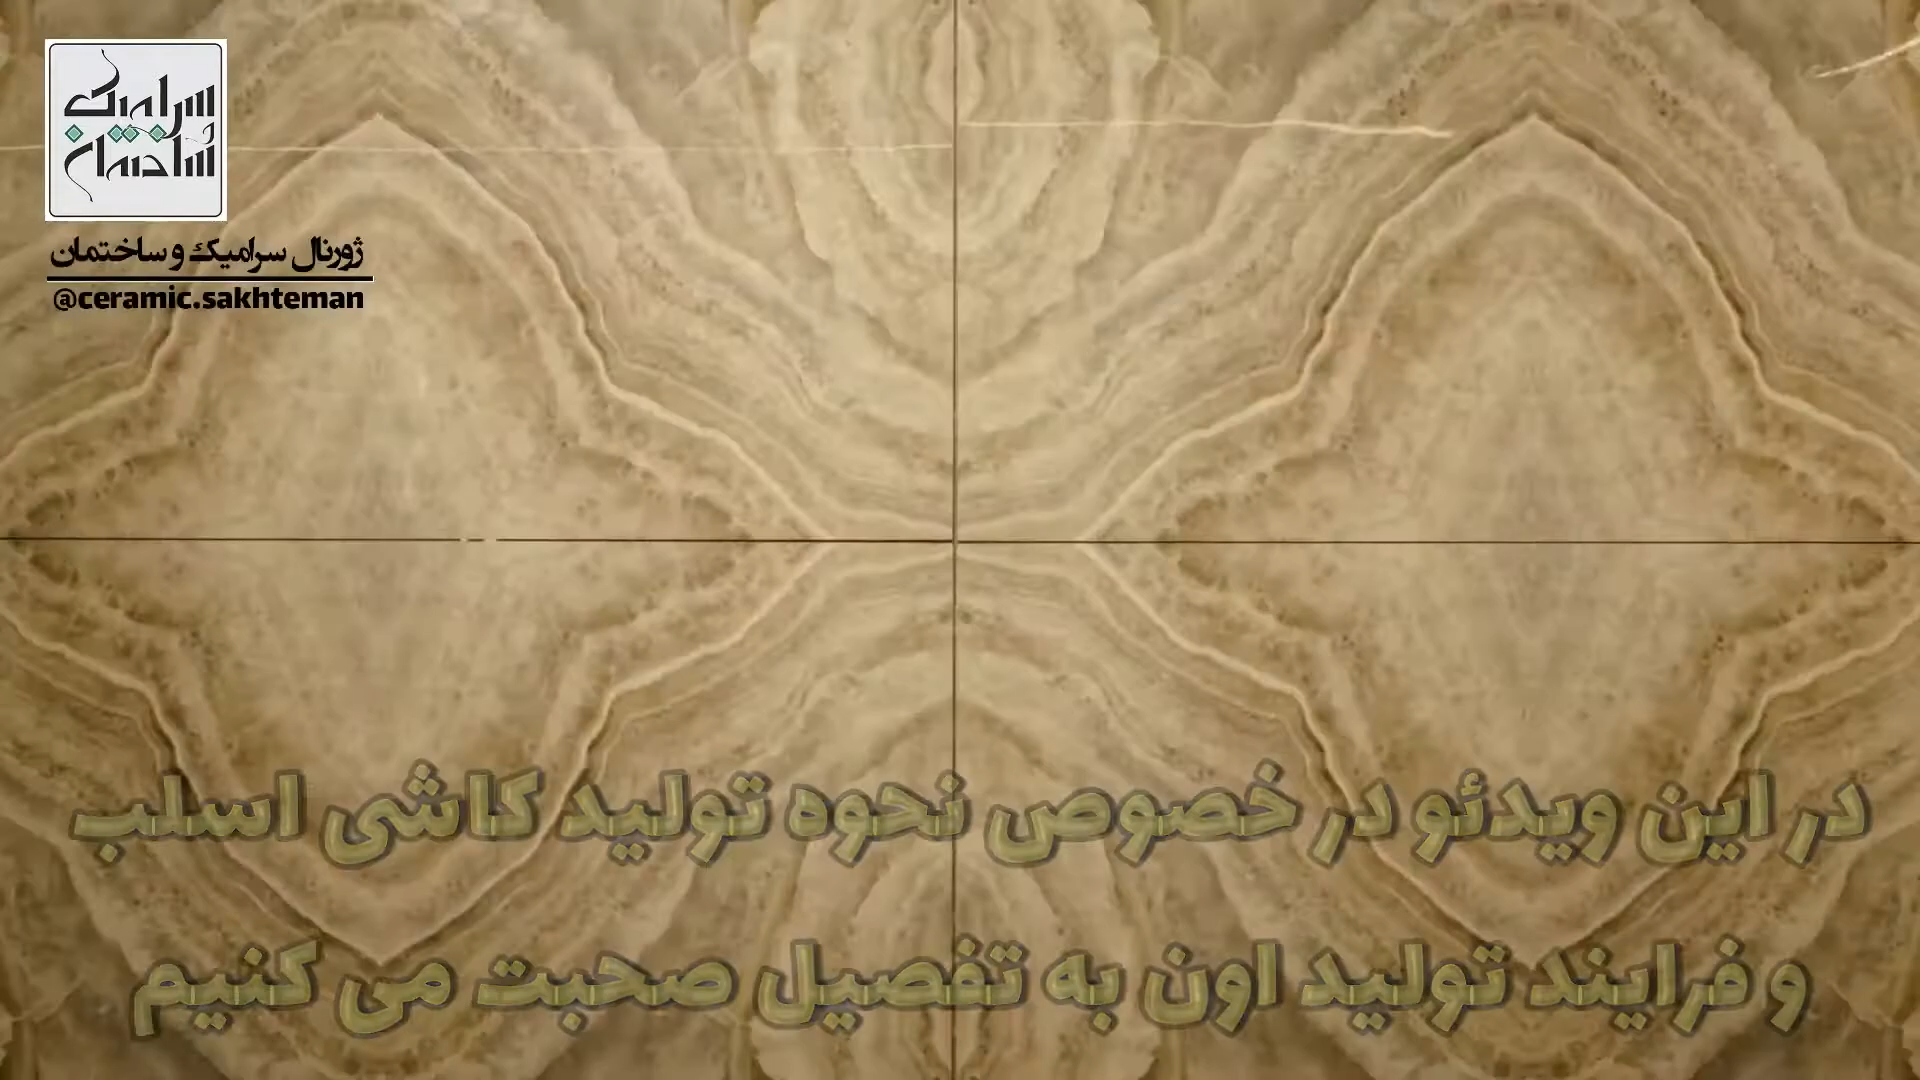 سرامیک
ساختمان
ژورنال سرامیک و ساختمان
@ceramic.sakhteman
در این ویدئو در خصوص نحوه تولید کاشی اسلب
و فرایند تولید اون به تفصیل صحبت می کنیم